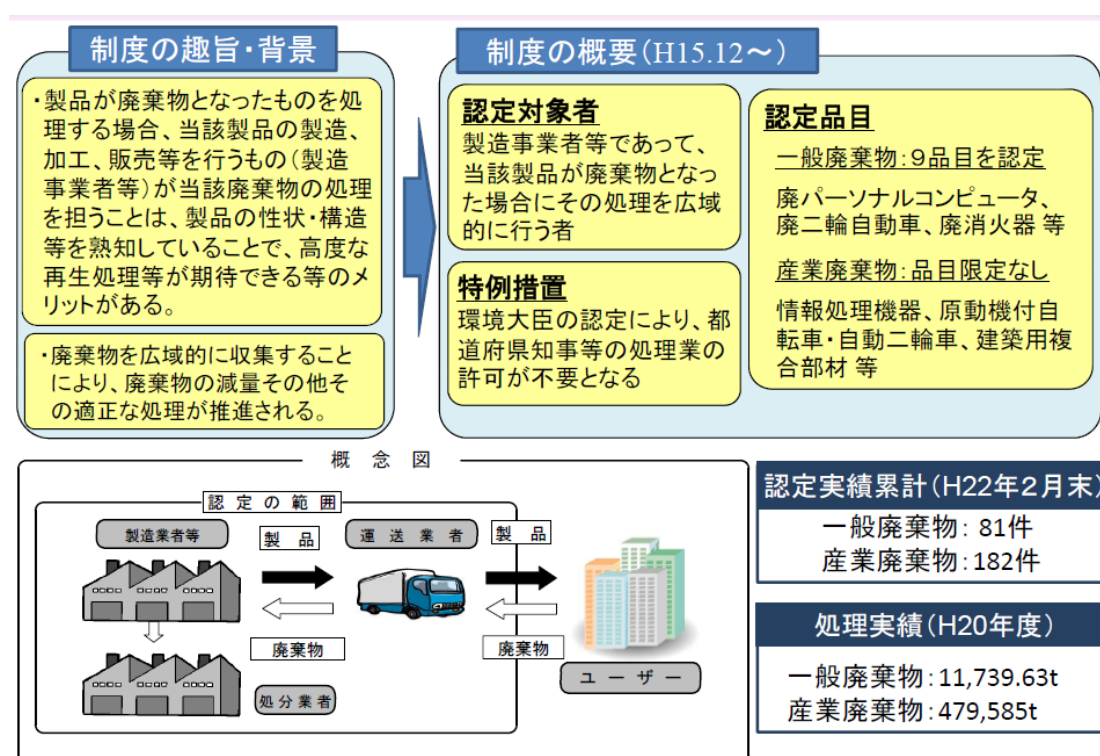 制度の趣旨・背景
・製品が廃棄物となったものを処
理する場合、当該製品の製造、
加工、販売等を行うもの(製造
事業者等)が当該廃棄物の処理
を担うことは、製品の性状・構造
等を熟知していることで、高度な
再生処理等が期待できる等のメ
リットがある。
・廃棄物を広域的に収集すること
により、廃棄物の減量その他そ
の適正な処理が推進される。
制度の概要(H15.12～)
認定対象者
製造事業者等であって、
当該製品が廃棄物となっ
た場合にその処理を広域
的に行う者
特例措置
環境大臣の認定により、都
道府県知事等の処理業の
許可が不要となる
認定品目
一般廃棄物:９品目を認定
廃パーソナルコンピュータ、
廃二輪自動車、廃消火器 等
産業廃棄物:品目限定なし
情報処理機器、原動機付自
転車・自動二輪車、建築用複
合部材 等
概 念 図
認 定 の 範 囲
製造業者等
製 品
運 送 業 者
製 品
廃棄物
廃棄物
処分業者
ユ ー ザ ー
認定実績累計(H22年２月末)
一般廃棄物: 81件
産業廃棄物:182件
処理実績(H20年度)
一般廃棄物:11,739.63t
産業廃棄物:479,585t